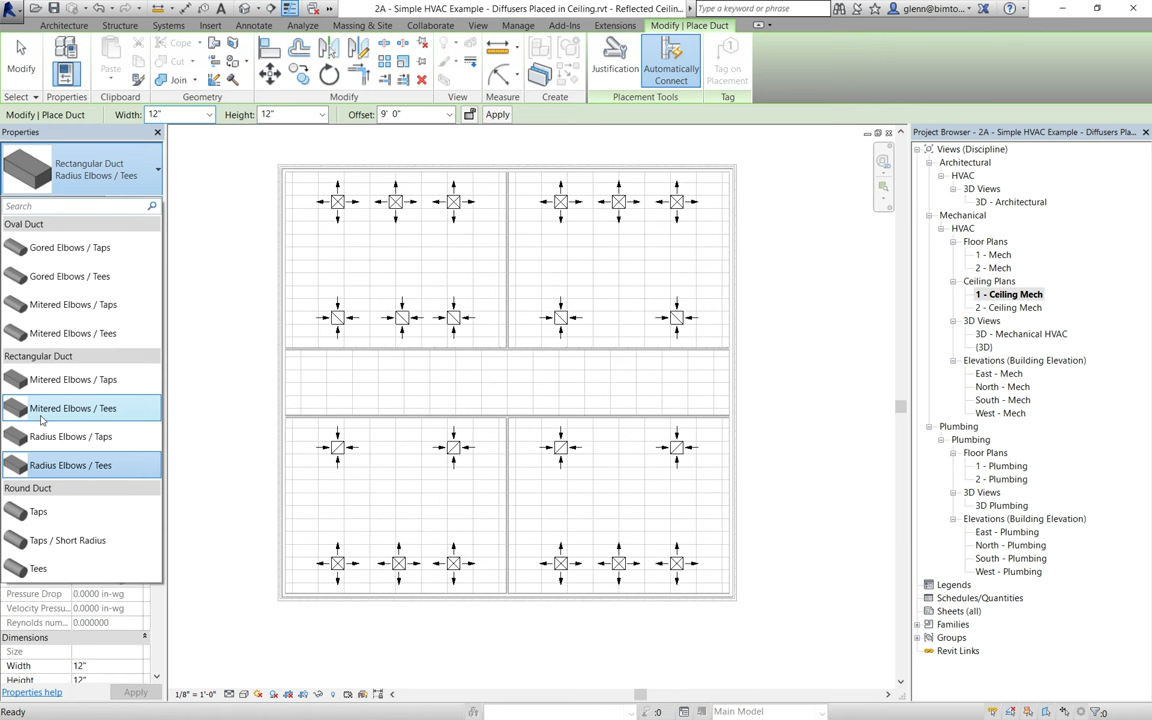 2A - Simple HVAC Example - Diffusers Placed in Ceiling.rvt - Reflected Ceilin...
Type a keyword or phrase
glenn@bimto...
Architecture Structure Systems Insert Annotate Analyze Massing & Site Collaborate View Manage Add-Ins Extensions Modify | Place Duct
Modify
Paste
Cope
Cut
Join
Justification
Automatically
Connect
Tag on
Placement
Select Properties Clipboard Geometry Modify View Measure Create Placement Tools Tag
Modify | Place Duct Width: 12" Height: 12" Offset: 9' 0" Apply
Properties
Rectangular Duct
Radius Elbows / Tees
Search
Oval Duct
Gored Elbows / Taps
Gored Elbows / Tees
Mitered Elbows / Taps
Mitered Elbows / Tees
Rectangular Duct
Mitered Elbows / Taps
Mitered Elbows / Tees
Radius Elbows / Taps
Radius Elbows / Tees
Round Duct
Taps
Taps / Short Radius
Tees
Pressure Drop 0.0000 in-wg
Velocity Pressu... 0.0000 in-wg
Reynolds num... 0.000000
Dimensions
Size
Width 12"
Height 12"
Properties help Apply
1/8" = 1'-0"
Ready
:0
Main Model
:0
Project Browser - 2A - Simple HVAC Example - Diffusers Pla...
Views (Discipline)
Architectural
HVAC
3D Views
3D - Architectural
Mechanical
HVAC
Floor Plans
1 - Mech
2 - Mech
Ceiling Plans
1 - Ceiling Mech
2 - Ceiling Mech
3D Views
3D - Mechanical HVAC
{3D}
Elevations (Building Elevation)
East - Mech
North - Mech
South - Mech
West - Mech
Plumbing
Plumbing
Floor Plans
1 - Plumbing
2 - Plumbing
3D Views
3D Plumbing
Elevations (Building Elevation)
East - Plumbing
North - Plumbing
South - Plumbing
West - Plumbing
Legends
Schedules/Quantities
Sheets (all)
Families
Groups
Revit Links